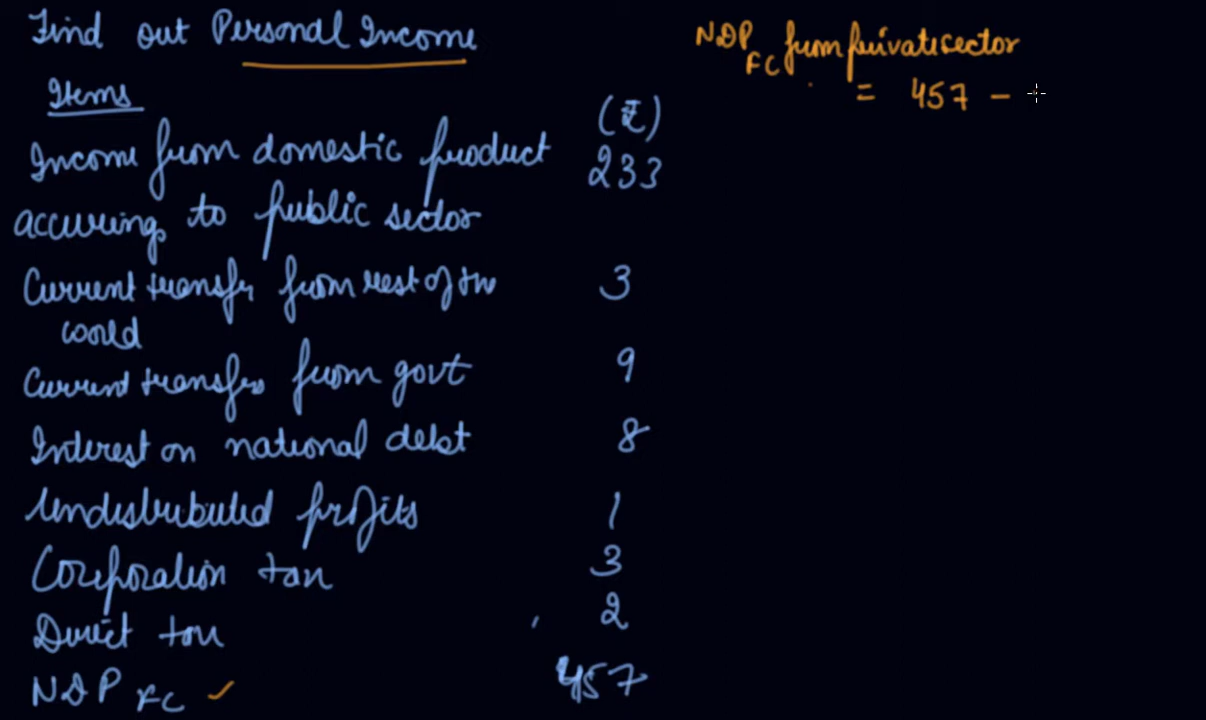 Find out Personal Income
Items
(₹)
Income from domestic product 233
accuring to public sector
Current transfer from rest of the 3
world
Current transfers from govt 9
Interest on national debt 8
Undistributed profits 1
Corporation tax 3
Direct tax 2
NDP FC ✓ 457
NDP FC from private sector
= 457 -